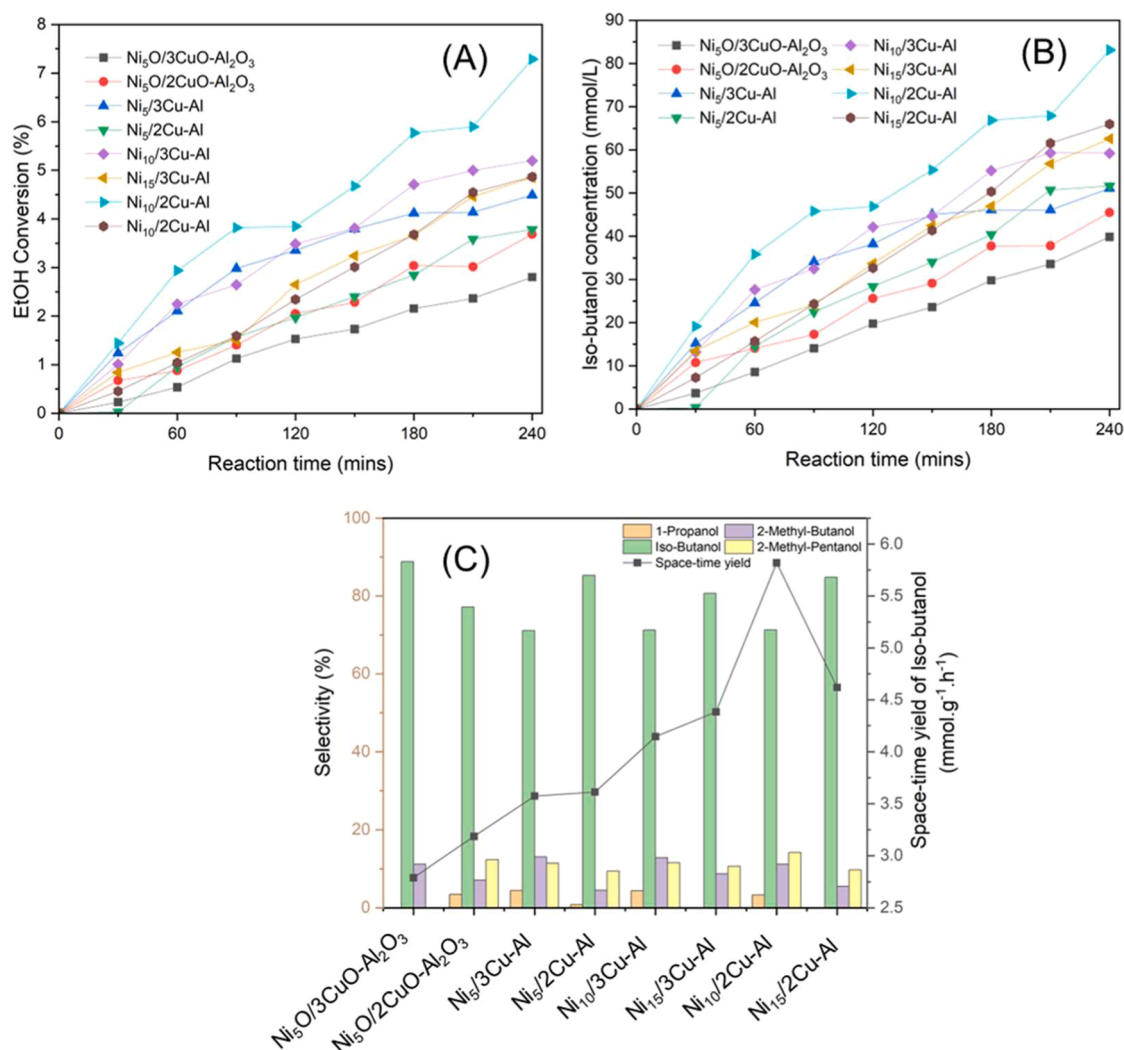 (A)
EtOH Conversion (%)
8
7
6
5
4
3
2
1
0
Ni₅O/3CuO-Al₂O₃
Ni₅O/2CuO-Al₂O₃
Ni₅/3Cu-Al
Ni₅/2Cu-Al
Ni₁₀/3Cu-Al
Ni₁₅/3Cu-Al
Ni₁₀/2Cu-Al
Ni₁₀/2Cu-Al
0 60 120 180 240
Reaction time (mins)
(B)
Iso-butanol concentration (mmol/L)
90
80
70
60
50
40
30
20
10
0
Ni₅O/3CuO-Al₂O₃
Ni₅O/2CuO-Al₂O₃
Ni₅/3Cu-Al
Ni₅/2Cu-Al
Ni₁₀/3Cu-Al
Ni₁₅/3Cu-Al
Ni₁₀/2Cu-Al
Ni₁₅/2Cu-Al
0 60 120 180 240
Reaction time (mins)
(C)
Selectivity (%)
100
80
60
40
20
0
1-Propanol
Iso-Butanol
2-Methyl-Butanol
2-Methyl-Pentanol
Space-time yield
6.0
5.5
5.0
4.5
4.0
3.5
3.0
2.5
Space-time yield of Iso-butanol
(mmol.g⁻¹.h⁻¹)
Ni₅O/3CuO-Al₂O₃
Ni₅O/2CuO-Al₂O₃
Ni₅/3Cu-Al
Ni₅/2Cu-Al
Ni₁₀/3Cu-Al
Ni₁₅/3Cu-Al
Ni₁₀/2Cu-Al
Ni₁₅/2Cu-Al